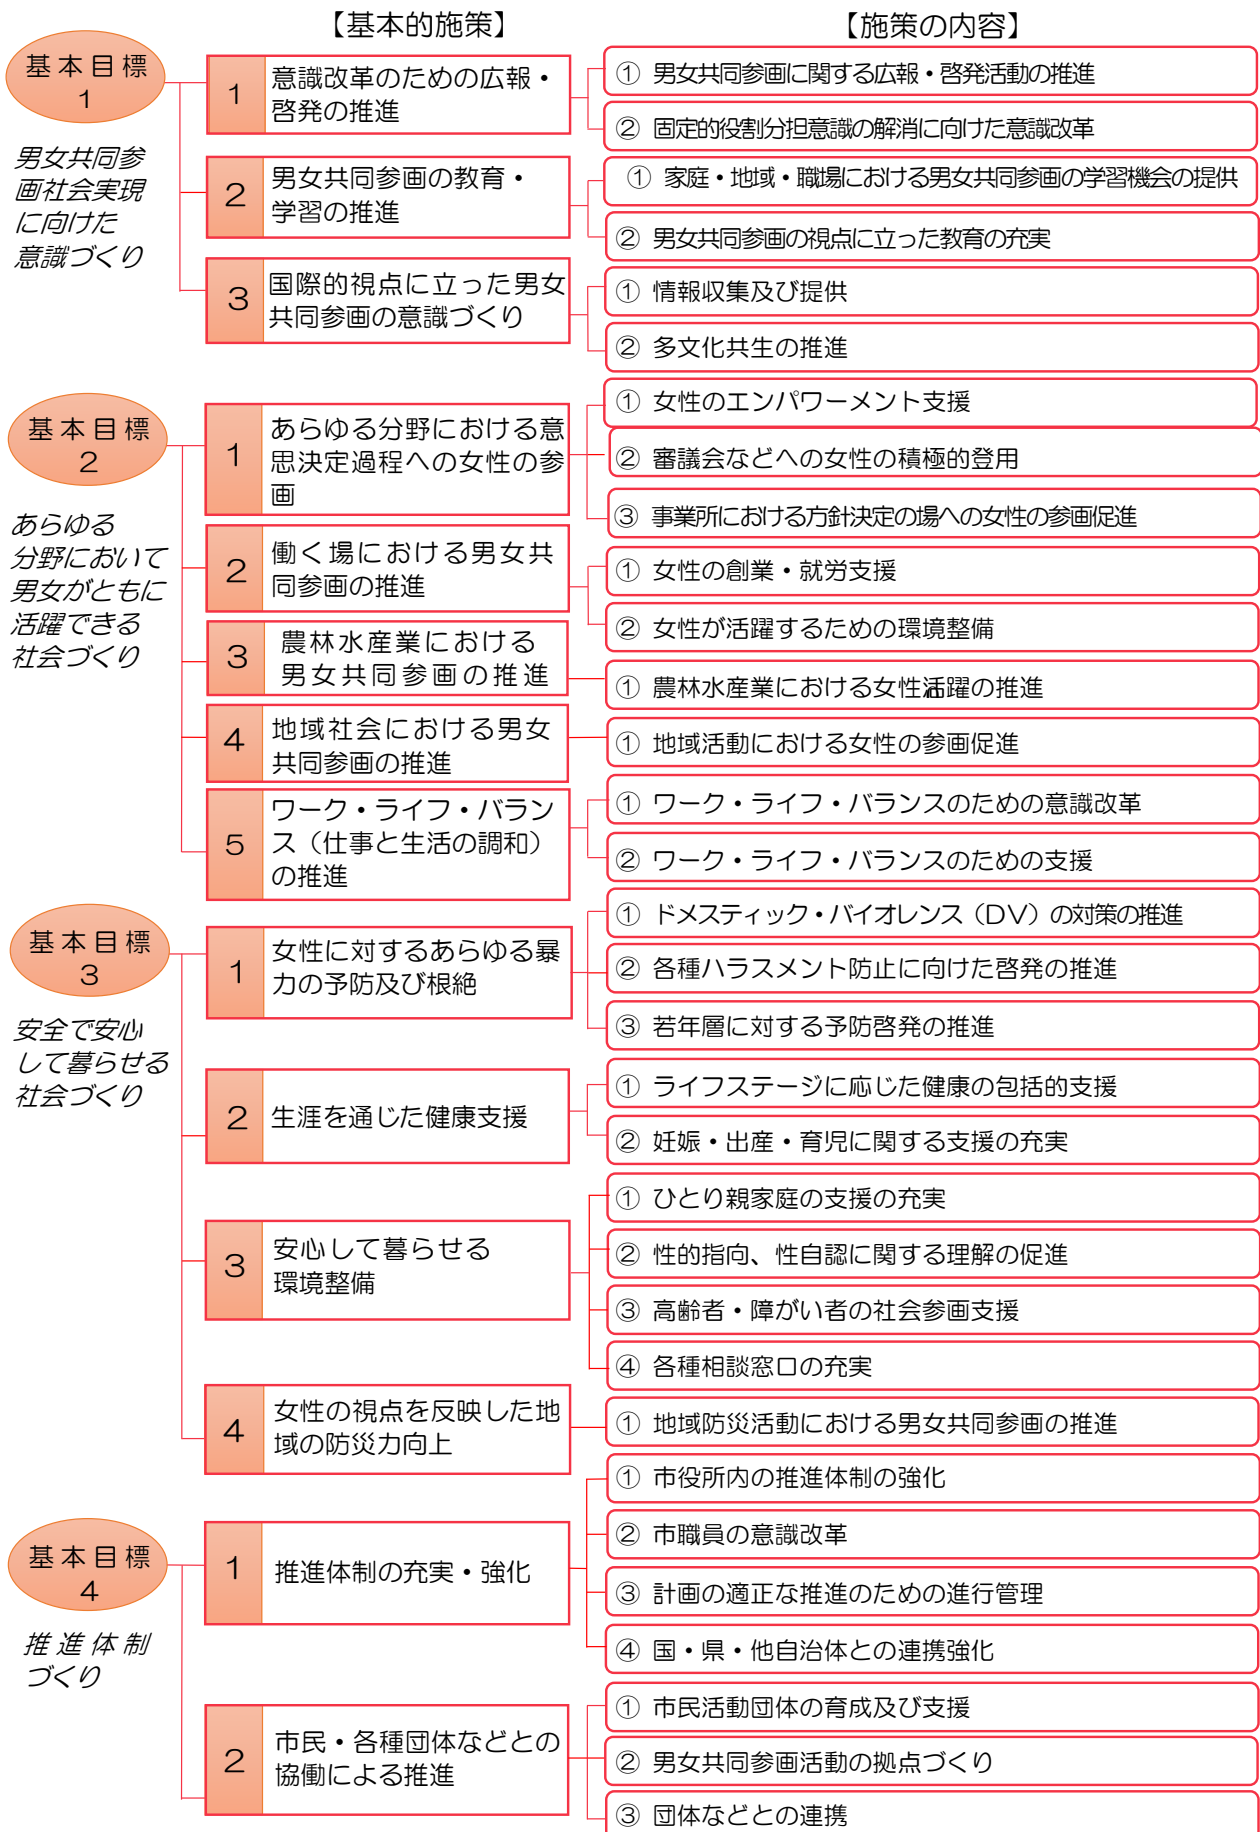 【基本的施策】
【施策の内容】
基本目標
1
男女共同参
画社会実現
に向けた
意識づくり
1
意識改革のための広報・
啓発の推進
① 男女共同参画に関する広報・啓発活動の推進
② 固定的役割分担意識の解消に向けた意識改革
2
男女共同参画の教育・
学習の推進
① 家庭・地域・職場における男女共同参画の学習機会の提供
② 男女共同参画の視点に立った教育の充実
3
国際的視点に立った男女
共同参画の意識づくり
① 情報収集及び提供
② 多文化共生の推進
基本目標
2
あらゆる
分野において
男女がともに
活躍できる
社会づくり
1
あらゆる分野における意
思決定過程への女性の参
画
① 女性のエンパワーメント支援
② 審議会などへの女性の積極的登用
③ 事業所における方針決定の場への女性の参画促進
2
働く場における男女共
同参画の推進
① 女性の創業・就労支援
② 女性が活躍するための環境整備
3
農林水産業における
男女共同参画の推進
① 農林水産業における女性活躍の推進
4
地域社会における男女
共同参画の推進
① 地域活動における女性の参画促進
5
ワーク・ライフ・バラン
ス（仕事と生活の調和）
の推進
① ワーク・ライフ・バランスのための意識改革
② ワーク・ライフ・バランスのための支援
基本目標
3
安全で安心
して暮らせる
社会づくり
1
女性に対するあらゆる暴
力の予防及び根絶
① ドメスティック・バイオレンス（DV）の対策の推進
② 各種ハラスメント防止に向けた啓発の推進
③ 若年層に対する予防啓発の推進
2
生涯を通じた健康支援
① ライフステージに応じた健康の包括的支援
② 妊娠・出産・育児に関する支援の充実
3
安心して暮らせる
環境整備
① ひとり親家庭の支援の充実
② 性的指向、性自認に関する理解の促進
③ 高齢者・障がい者の社会参画支援
④ 各種相談窓口の充実
4
女性の視点を反映した地
域の防災力向上
① 地域防災活動における男女共同参画の推進
基本目標
4
推進体制
づくり
1
推進体制の充実・強化
① 市役所内の推進体制の強化
② 市職員の意識改革
③ 計画の適正な推進のための進行管理
④ 国・県・他自治体との連携強化
2
市民・各種団体などとの
協働による推進
① 市民活動団体の育成及び支援
② 男女共同参画活動の拠点づくり
③ 団体などとの連携